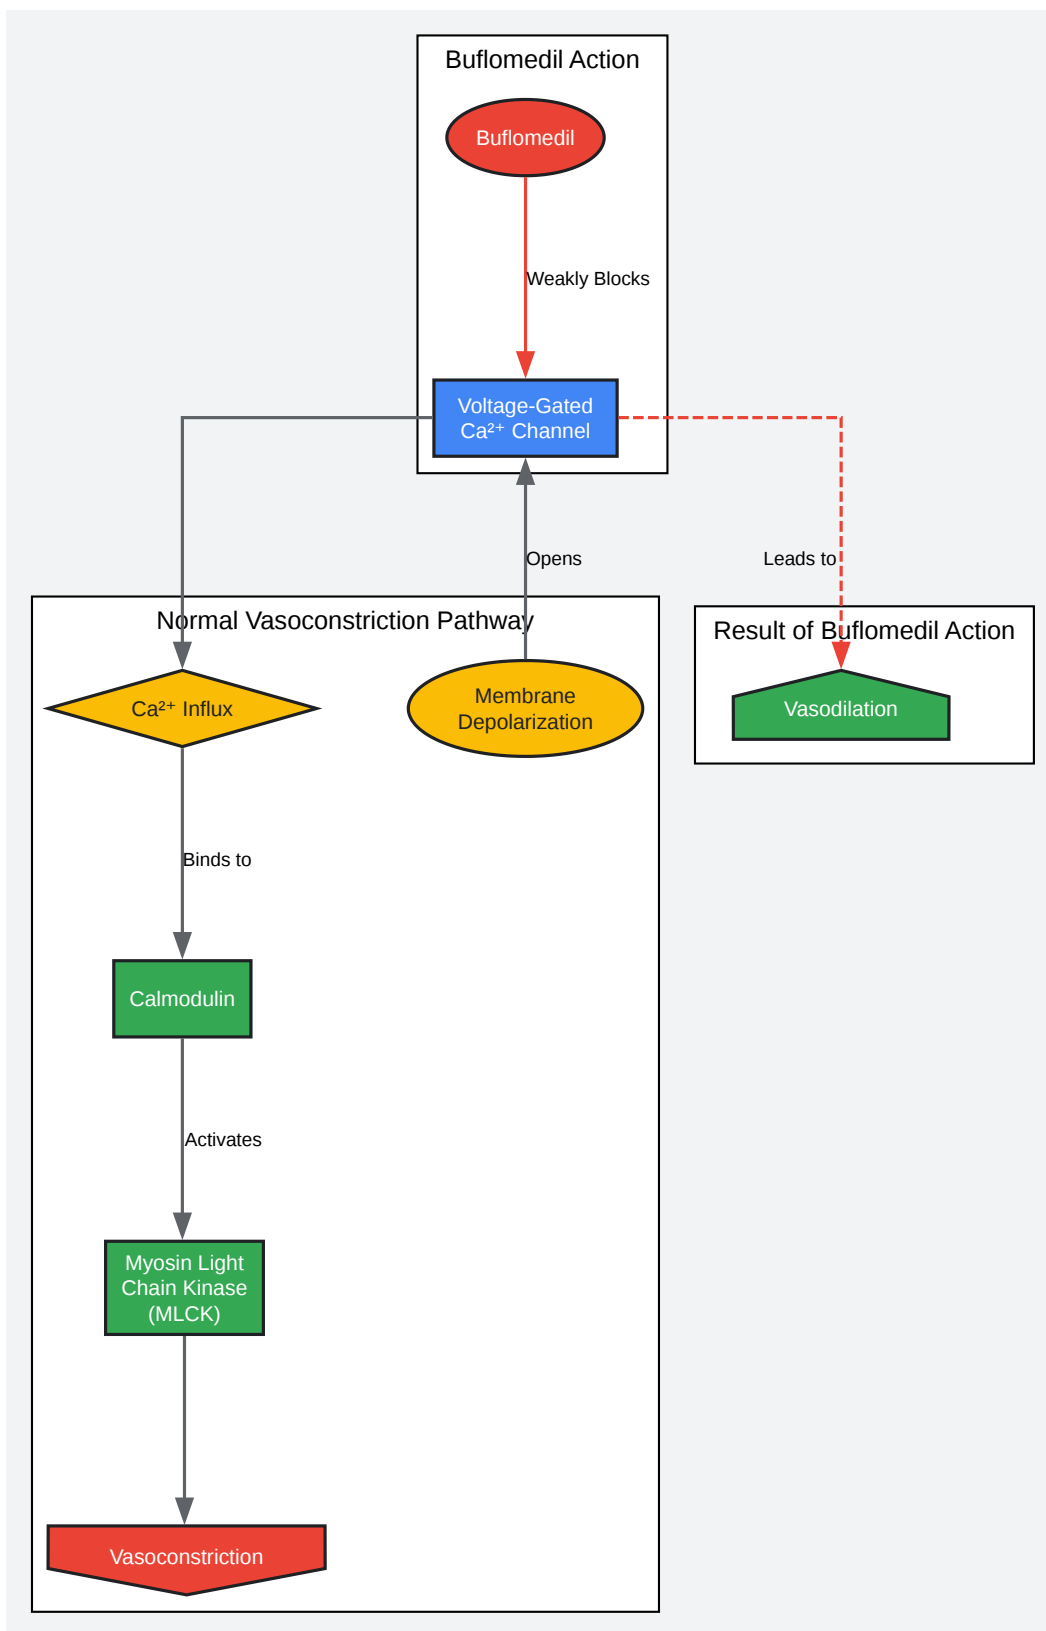 Buflomedil Action
Buflomedil
Weakly Blocks
Voltage-Gated
Ca²⁺ Channel
Opens
Leads to
Normal Vasoconstriction Pathway
Result of Buflomedil Action
Ca²⁺ Influx
Membrane
Depolarization
Vasodilation
Binds to
Calmodulin
Activates
Myosin Light
Chain Kinase
(MLCK)
Vasoconstriction